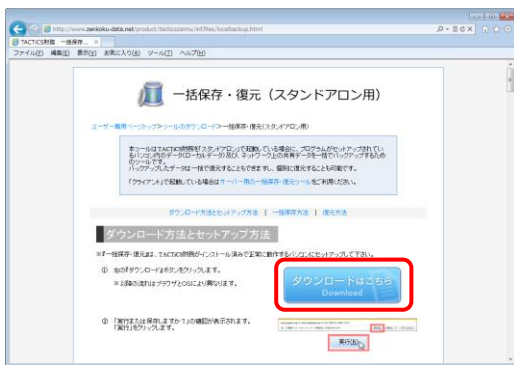 http://www.zenkoku-data.net/product/tacticszaimu/inf/files/localbackup.html
TACTiCS財務 一括保存...
ファイル(F) 編集(E) 表示(V) お気に入り(A) ツール(T) ヘルプ(H)
一括保存・復元（スタンドアロン用）
ユーザー専用ページトップ>ツールのダウンロード>一括保存・復元(スタンドアロン用)
本ツールはTACTiCS財務を「スタンドアロン」で起動している場合に、プログラムがセットアップされてい
るパソコン内のデータ(ローカルデータ)及び、ネットワーク上の共有データを一括でバックアップするため
のツールです。
バックアップしたデータは一括で復元することもできますし、個別に復元することも可能です。
「クライアント」で起動している場合はサーバー用の一括保存・復元ツールをご利用ください。
ダウンロード方法とセットアップ方法 | 一括保存方法 | 復元方法
ダウンロード方法とセットアップ方法
※『一括保存・復元』は、TACTiCS財務がインストール済みで正常に動作するパソコンにセットアップして下さい。
① 右の『ダウンロード』ボタンをクリックします。
※以降の流れはブラウザとOSにより異なります。
ダウンロードはこちら
Download
② 「実行または保存しますか？」の確認が表示されます。
「実行」をクリックします。
実行(R)